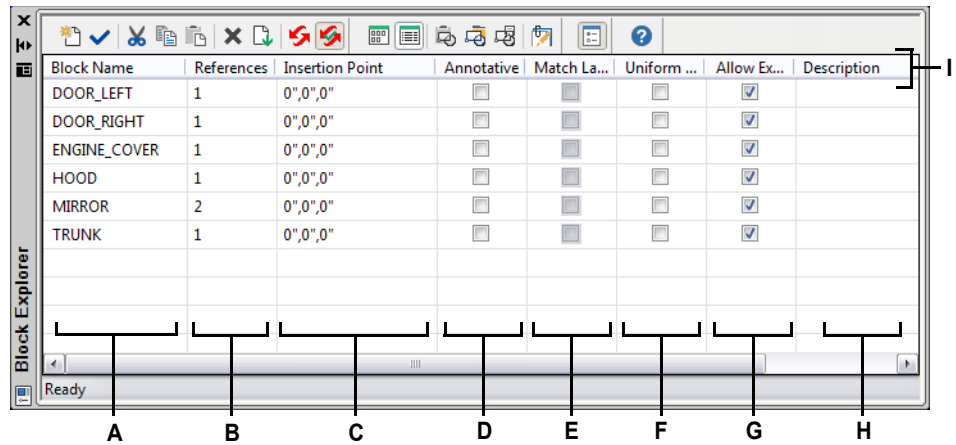 Block Name References Insertion Point Annotative Match La... Uniform ... Allow Ex... Description
I
DOOR_LEFT 1 0",0",0"
DOOR_RIGHT 1 0",0",0"
ENGINE_COVER 1 0",0",0"
HOOD 1 0",0",0"
MIRROR 2 0",0",0"
TRUNK 1 0",0",0"
Block Explorer
Ready
A B C D E F G H